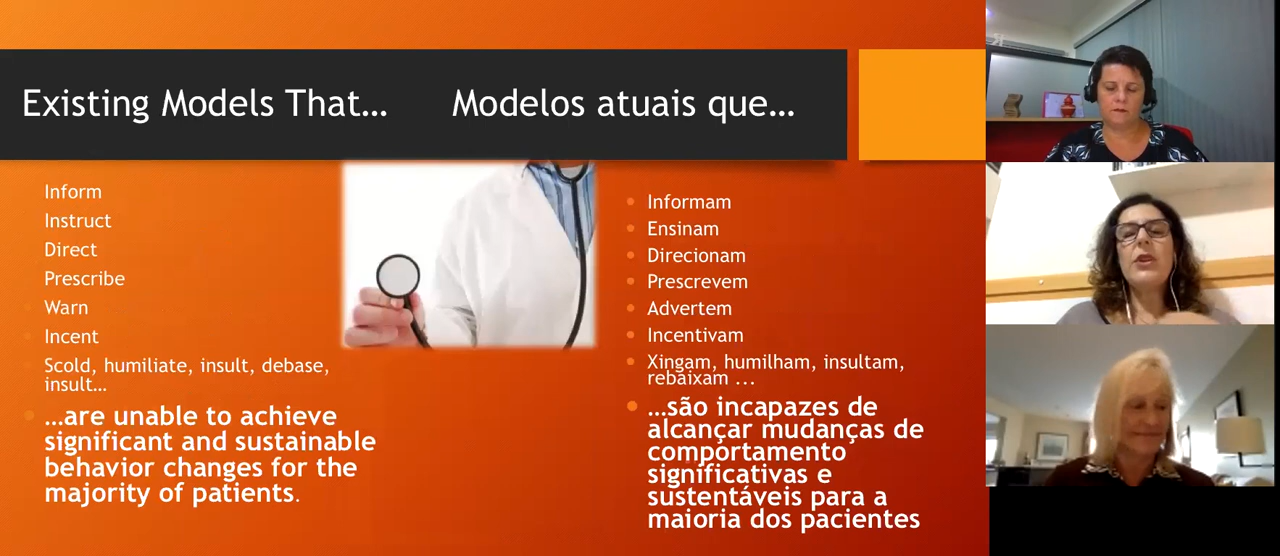 Existing Models That… Modelos atuais que…
Inform
Instruct
Direct
Prescribe
Warn
Incent
Scold, humiliate, insult, debase,
insult…
…are unable to achieve
significant and sustainable
behavior changes for the
majority of patients.
Informam
Ensinam
Direcionam
Prescrevem
Advertem
Incentivam
Xingam, humilham, insultam,
rebaixam ...
…são incapazes de
alcançar mudanças de
comportamento
significativas e
sustentáveis para a
maioria dos pacientes